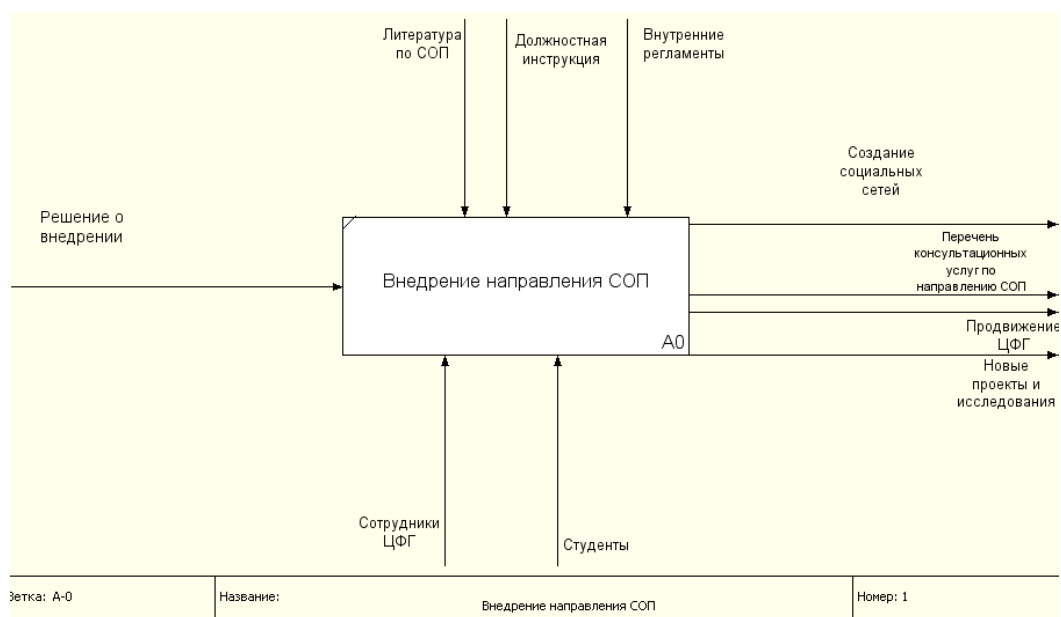 Литература
по СОП
Должностная
инструкция
Внутренние
регламенты
Создание
социальных
сетей
Решение о
внедрении
Перечень
консультационных
услуг по
направлению СОП
Внедрение направления СОП
A0
Продвижение
ЦФГ
Новые
проекты и
исследования
Сотрудники
ЦФГ
Студенты
Ветка: A-0
Название:
Внедрение направления СОП
Номер: 1